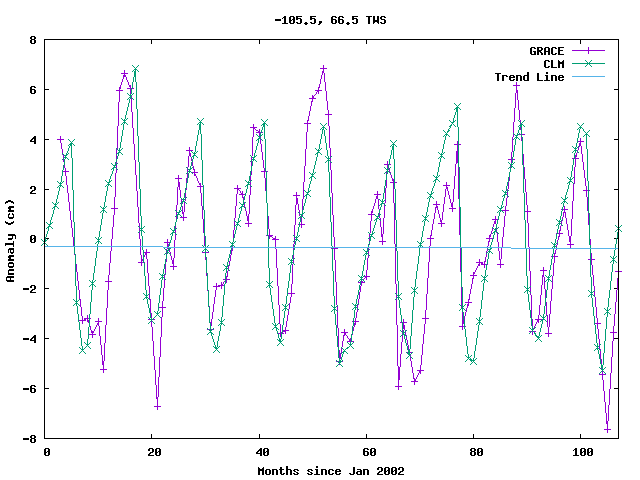 -105.5, 66.5 TWS
GRACE
CLM
Trend Line
8
6
4
2
0
-2
-4
-6
-8
Anomaly (cm)
0 20 40 60 80 100
Months since Jan 2002